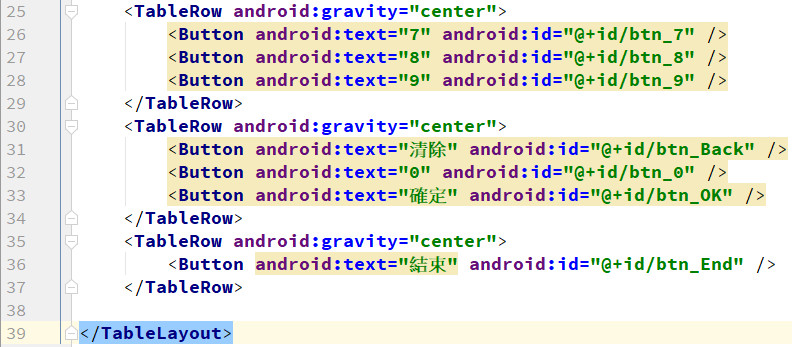 25 <TableRow android:gravity="center">
26 <Button android:text="7" android:id="@+id/btn_7" />
27 <Button android:text="8" android:id="@+id/btn_8" />
28 <Button android:text="9" android:id="@+id/btn_9" />
29 </TableRow>
30 <TableRow android:gravity="center">
31 <Button android:text="清除" android:id="@+id/btn_Back" />
32 <Button android:text="0" android:id="@+id/btn_0" />
33 <Button android:text="確定" android:id="@+id/btn_OK" />
34 </TableRow>
35 <TableRow android:gravity="center">
36 <Button android:text="結束" android:id="@+id/btn_End" />
37 </TableRow>
38
39 </TableLayout>